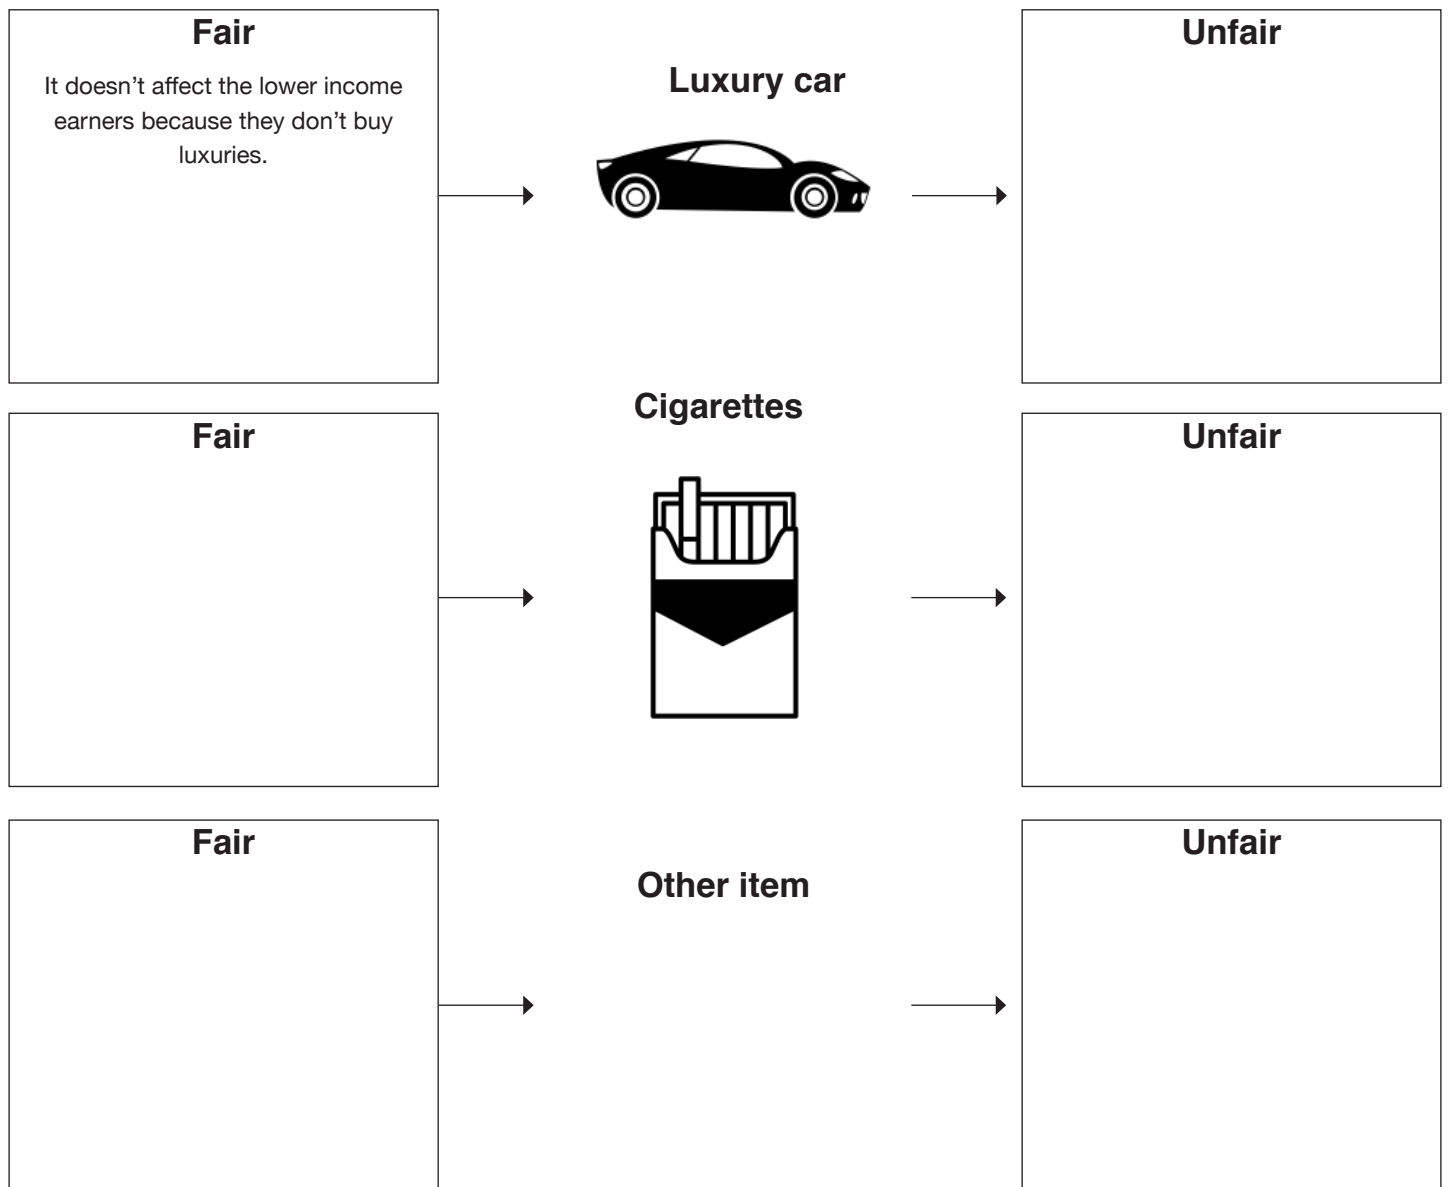 Fair
It doesn’t affect the lower income
earners because they don’t buy
luxuries.
Luxury car
Unfair
Fair
Cigarettes
Unfair
Fair
Other item
Unfair